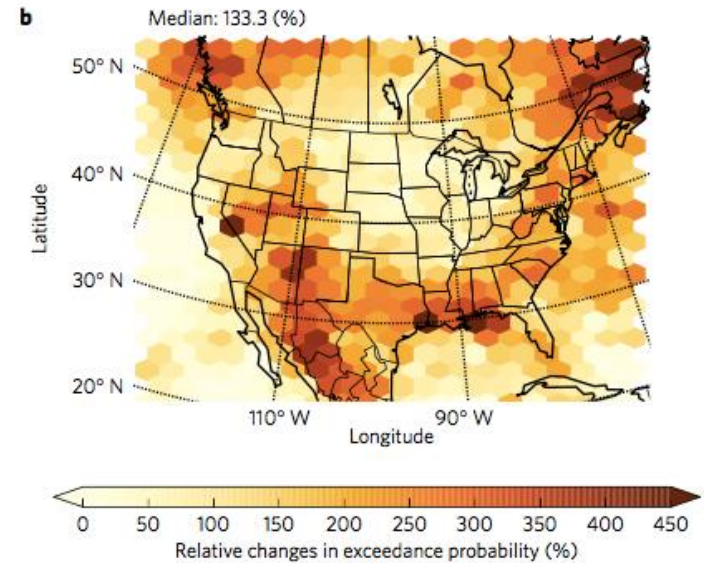 b
Median: 133.3 (%)
50° N
40° N
30° N
20° N
Latitude
110° W 90° W
Longitude
0 50 100 150 200 250 300 350 400 450
Relative changes in exceedance probability (%)